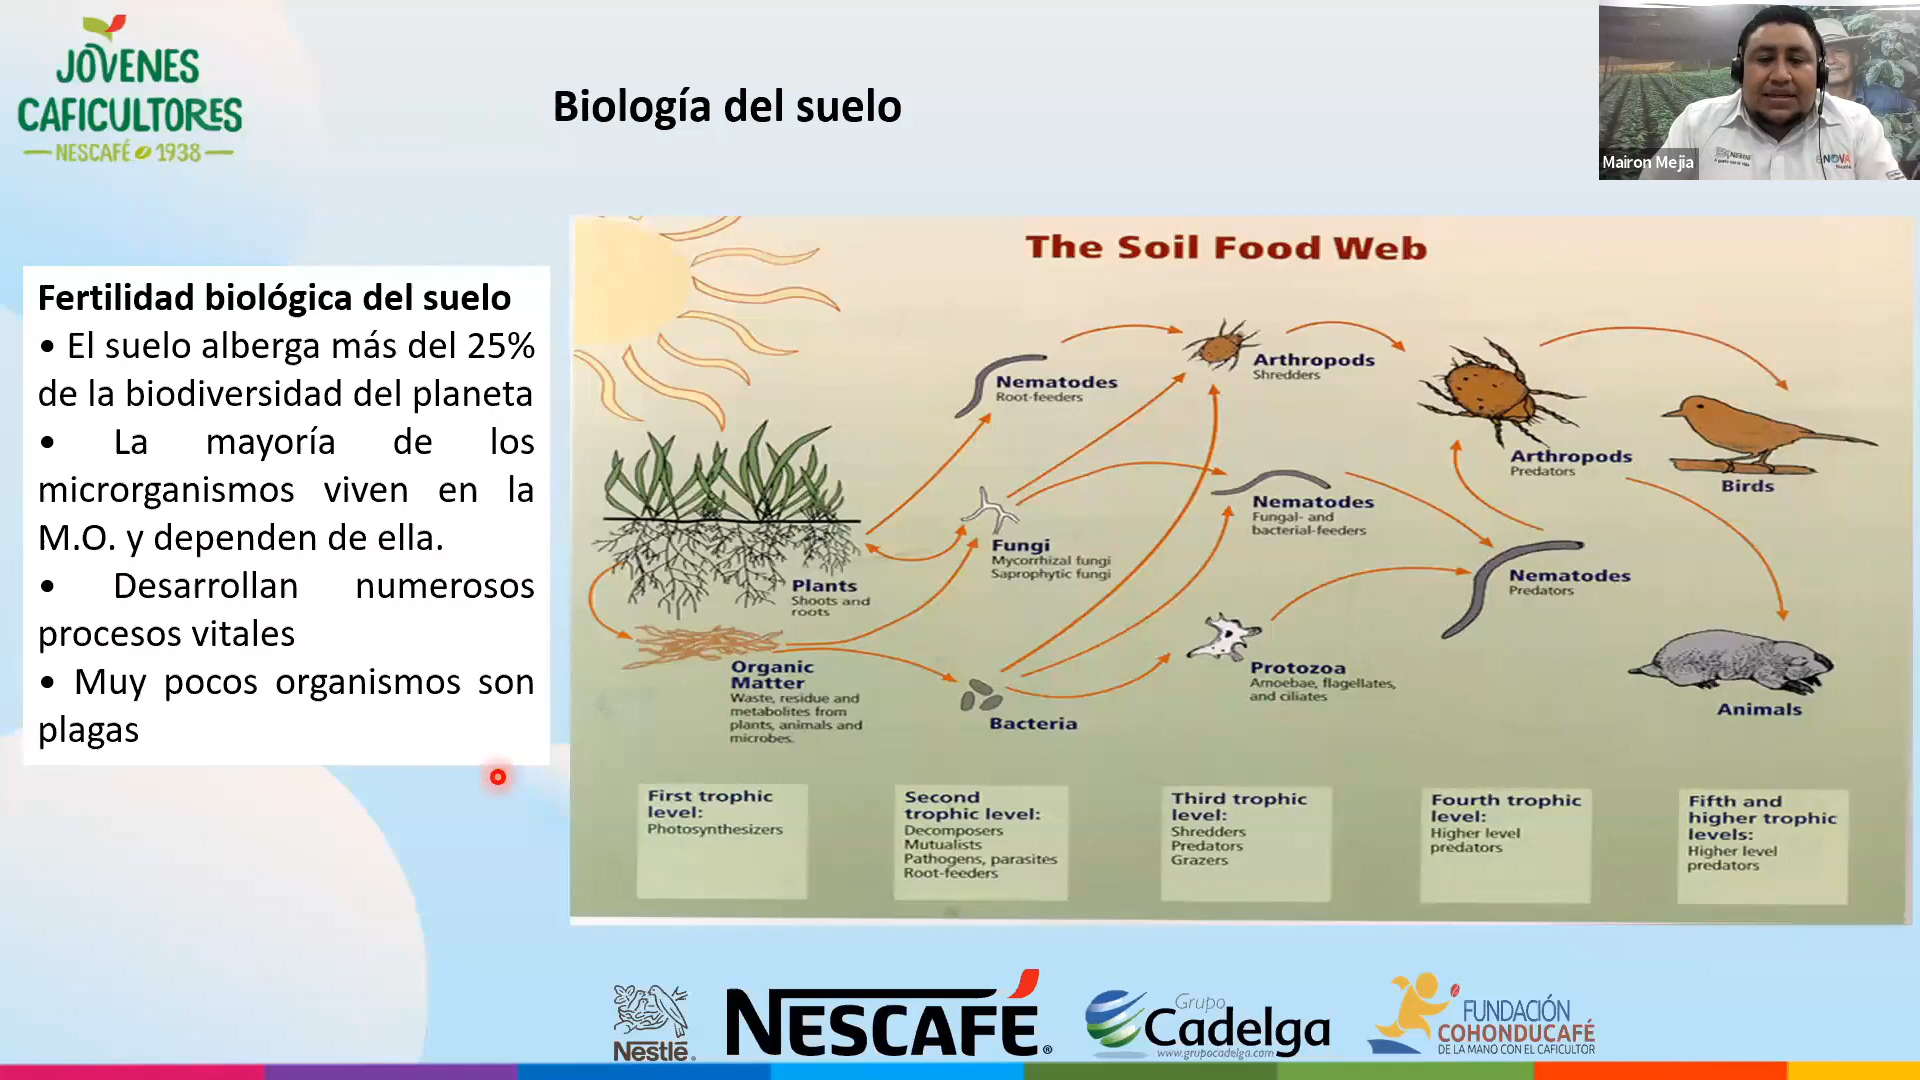 JÓVENES
CAFICULTORES
NESCAFÉ 1938
Biología del suelo
Mairon Mejia
Fertilidad biológica del suelo
• El suelo alberga más del 25%
de la biodiversidad del planeta
• La mayoría de los
microrganismos viven en la
M.O. y dependen de ella.
• Desarrollan numerosos
procesos vitales
• Muy pocos organismos son
plagas
The Soil Food Web
Nematodes
Root-feeders
Arthropods
Shredders
Arthropods
Predators
Birds
Nematodes
Fungal- and
bacterial-feeders
Fungi
Mycorrhizal fungi
Saprophytic fungi
Plants
Shoots and
roots
Nematodes
Predators
Organic
Matter
Waste, residue and
metabolites from
plants, animals and
microbes.
Bacteria
Protozoa
Amoebae, flagellates,
and ciliates
Animals
First trophic
level:
Photosynthesizers
Second
trophic level:
Decomposers
Mutualists
Pathogens, parasites
Root-feeders
Third trophic
level:
Shredders
Predators
Grazers
Fourth trophic
level:
Higher level
predators
Fifth and
higher trophic
levels:
Higher level
predators
Nestlé®
NESCAFÉ®
Grupo
Cadelga
www.grupocadelga.com
FUNDACIÓN
COHONDUCAFÉ
DE LA MANO CON EL CAFICULTOR